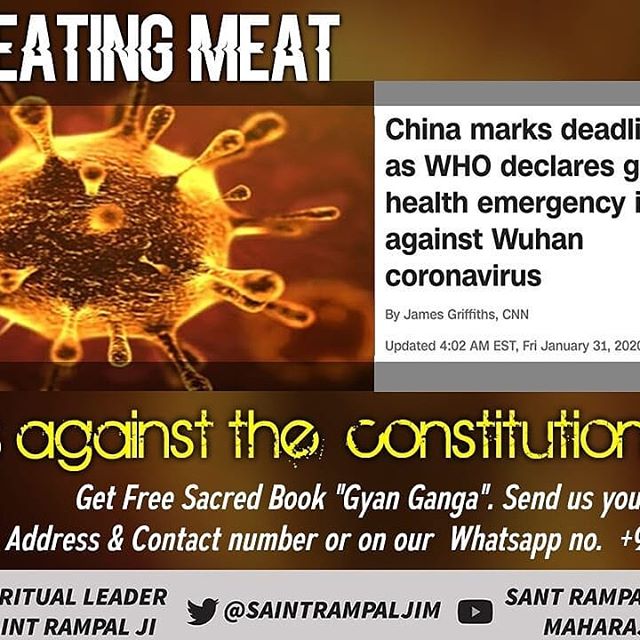 EATING MEAT
China marks deadli
as WHO declares g
health emergency i
against Wuhan
coronavirus
By James Griffiths, CNN
Updated 4:02 AM EST, Fri January 31, 2020
against the constitution
Get Free Sacred Book "Gyan Ganga". Send us you
Address & Contact number or on our Whatsapp no. +9
RITUAL LEADER
INT RAMPAL JI
@SAINTRAMPALJIM
SANT RAMPA
MAHARA